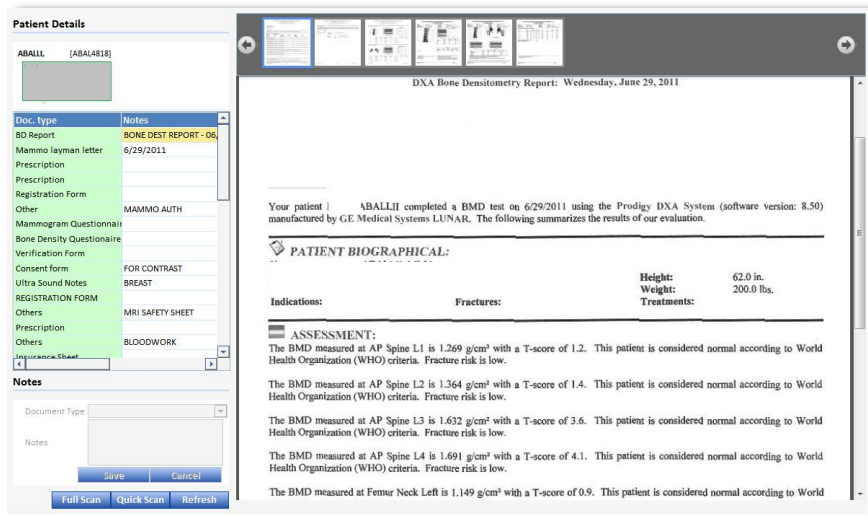 Patient Details
ABALLI, [ABAL4818]
Doc. type Notes
BD Report BONE DEST REPORT - 06,
Mammo layman letter 6/29/2011
Prescription
Prescription
Registration Form
Other MAMMO AUTH
Mammogram Questionnair
Bone Density Questionaire
Verification Form
Consent form FOR CONTRAST
Ultra Sound Notes BREAST
REGISTRATION FORM
Others MRI SAFETY SHEET
Prescription
Others BLOODWORK
Insurance Sheet
Notes
Document Type
Notes
Save Cancel
Full Scan Quick Scan Refresh
DXA Bone Densitometry Report: Wednesday, June 29, 2011
Your patient ABALLII completed a BMD test on 6/29/2011 using the Prodigy DXA System (software version: 8.50)
manufactured by GE Medical Systems LUNAR. The following summarizes the results of our evaluation.
PATIENT BIOGRAPHICAL:
Height: 62.0 in.
Weight: 200.0 lbs.
Indications: Fractures: Treatments:
ASSESSMENT:
The BMD measured at AP Spine L1 is 1.269 g/cm² with a T-score of 1.2. This patient is considered normal according to World
Health Organization (WHO) criteria. Fracture risk is low.
The BMD measured at AP Spine L2 is 1.364 g/cm² with a T-score of 1.4. This patient is considered normal according to World
Health Organization (WHO) criteria. Fracture risk is low.
The BMD measured at AP Spine L3 is 1.632 g/cm² with a T-score of 3.6. This patient is considered normal according to World
Health Organization (WHO) criteria. Fracture risk is low.
The BMD measured at AP Spine L4 is 1.691 g/cm² with a T-score of 4.1. This patient is considered normal according to World
Health Organization (WHO) criteria. Fracture risk is low.
The BMD measured at Femur Neck Left is 1.149 g/cm² with a T-score of 0.9. This patient is considered normal according to World